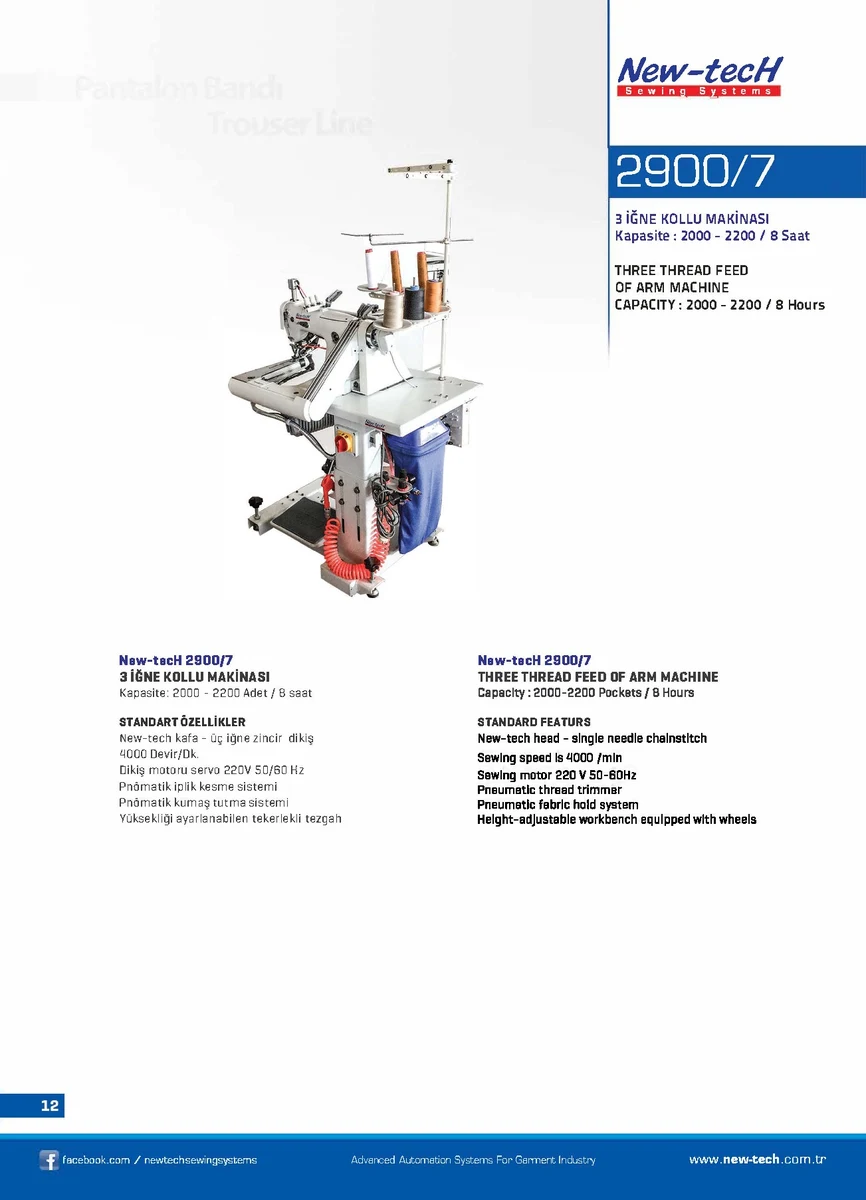 Pantalon Bandı
Trouser Line
New-tecH
Sewing Systems
2900/7
3 İĞNE KOLLU MAKİNASI
Kapasite : 2000 - 2200 / 8 Saat
THREE THREAD FEED
OF ARM MACHINE
CAPACITY : 2000 - 2200 / 8 Hours
New-tecH
New-tecH 2900/7
3 İĞNE KOLLU MAKİNASI
Kapasite: 2000 - 2200 Adet / 8 saat
STANDART ÖZELLİKLER
New-tech kafa - üç iğne zincir dikiş
4000 Devir/Dk.
Dikiş motoru servo 220V 50/60 Hz
Pnömatik iplik kesme sistemi
Pnömatik kumaş tutma sistemi
Yüksekliği ayarlanabilen tekerlekli tezgah
New-tecH 2900/7
THREE THREAD FEED OF ARM MACHINE
Capacity : 2000-2200 Pockets / 8 Hours
STANDARD FEATURS
New-tech head - single needle chainstitch
Sewing speed is 4000 /min
Sewing motor 220 V 50-60Hz
Pneumatic thread trimmer
Pneumatic fabric hold system
Height-adjustable workbench equipped with wheels
12
facebook.com / newtechsewingsystems
Advanced Automation Systems For Garment Industry
www.new-tech.com.tr